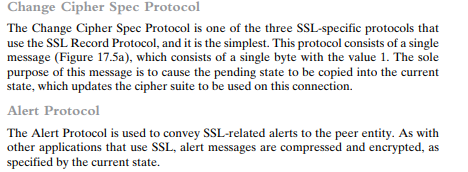 Change Cipher Spec Protocol
The Change Cipher Spec Protocol is one of the three SSL-specific protocols that
use the SSL Record Protocol, and it is the simplest. This protocol consists of a single
message (Figure 17.5a), which consists of a single byte with the value 1. The sole
purpose of this message is to cause the pending state to be copied into the current
state, which updates the cipher suite to be used on this connection.
Alert Protocol
The Alert Protocol is used to convey SSL-related alerts to the peer entity. As with
other applications that use SSL, alert messages are compressed and encrypted, as
specified by the current state.